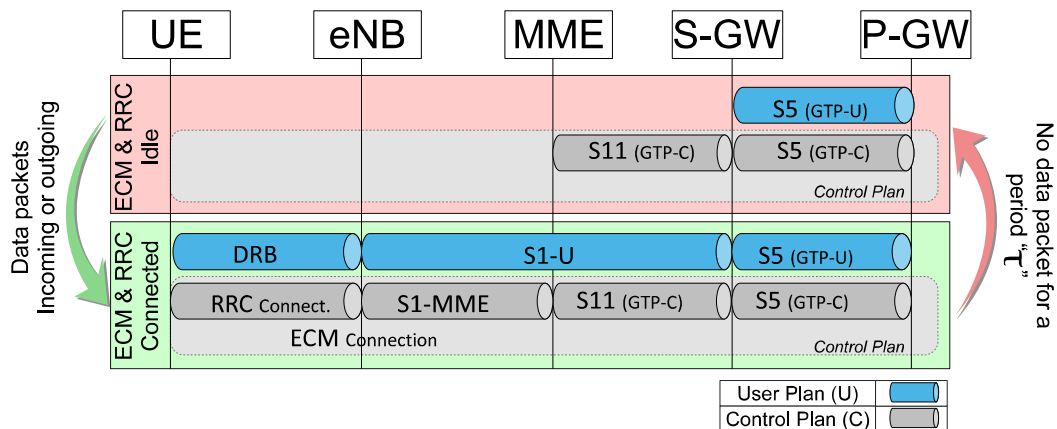 UE eNB MME S-GW P-GW
ECM & RRC
Idle
S5 (GTP-U)
S11 (GTP-C) S5 (GTP-C)
Control Plan
Data packets
Incoming or outgoing
No data packet for a
period “τ”
ECM & RRC
Connected
DRB S1-U S5 (GTP-U)
RRC Connect. S1-MME S11 (GTP-C) S5 (GTP-C)
ECM Connection
Control Plan
User Plan (U)
Control Plan (C)